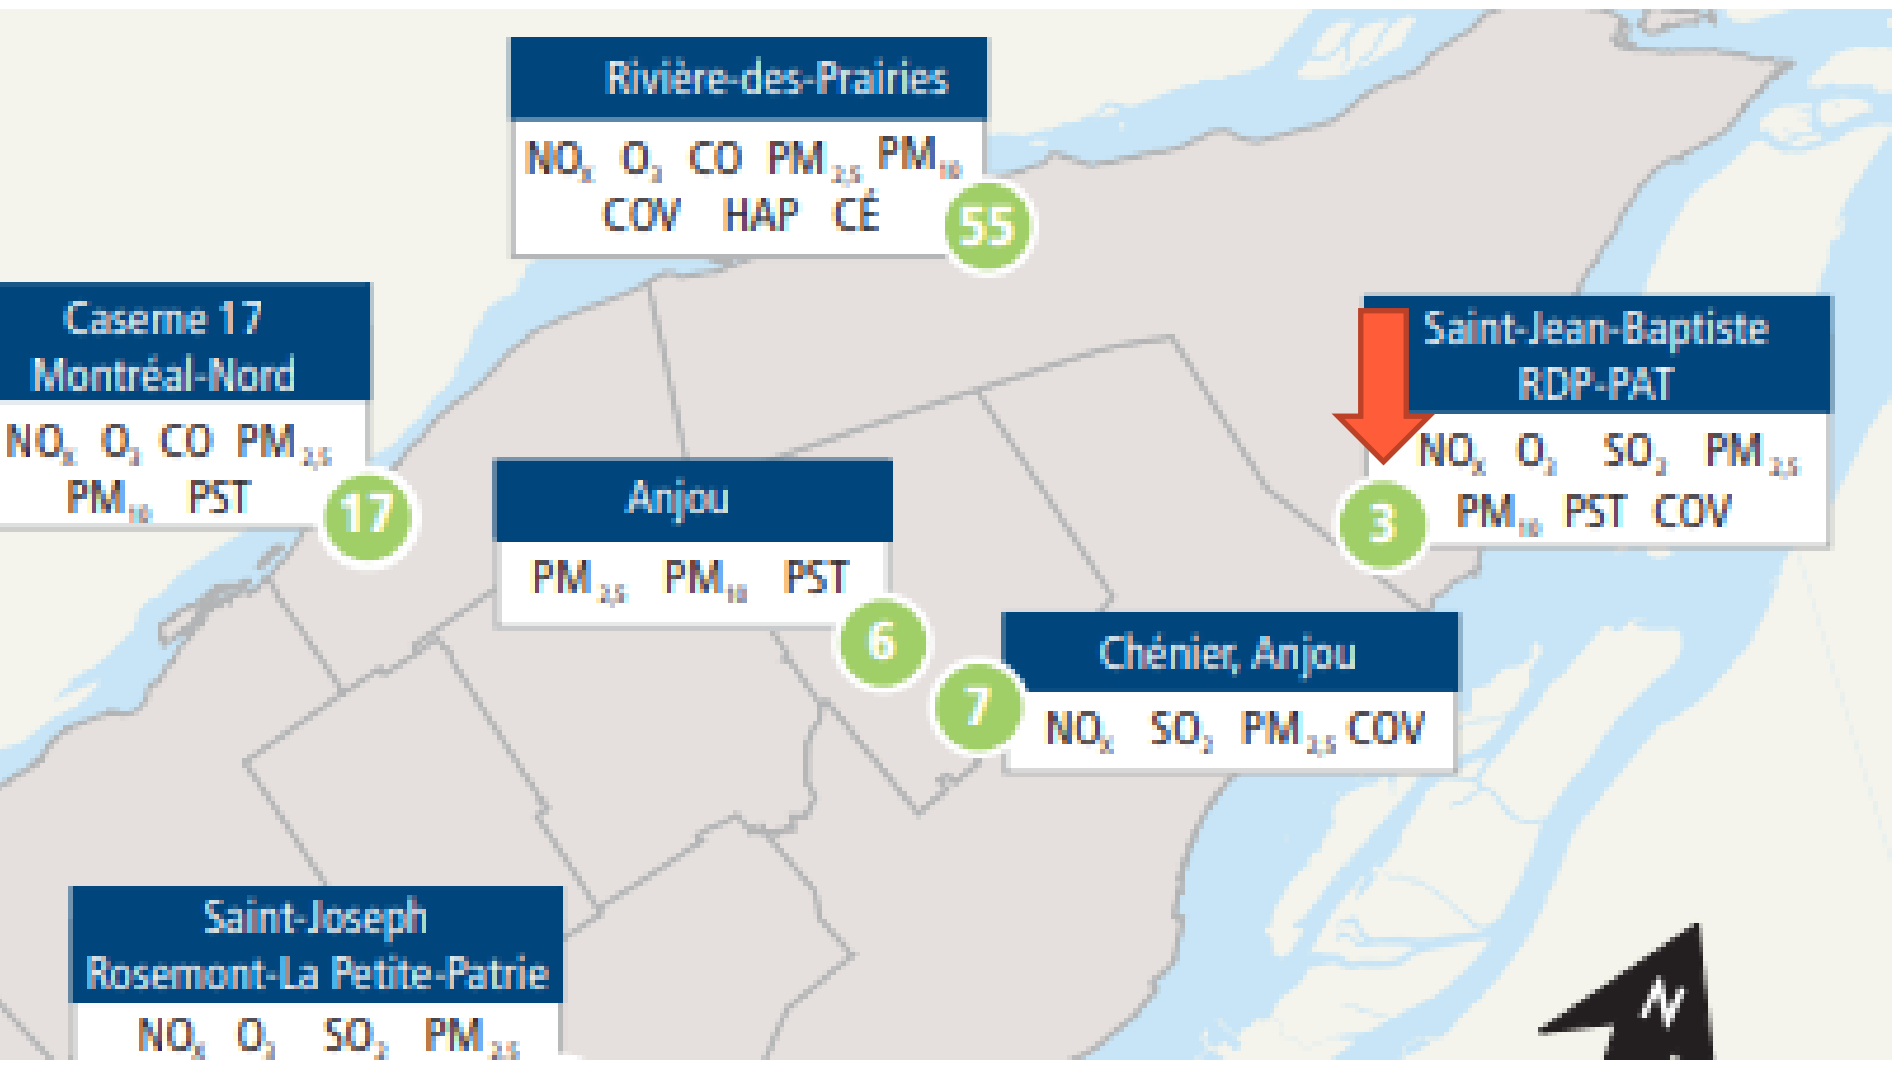 Rivière-des-Prairies
NOₓ O₃ CO PM₂,₅ PM₁₀
COV HAP CÉ
55
Caserne 17
Montréal-Nord
NOₓ O₃ CO PM₂,₅
PM₁₀ PST
17
Saint-Jean-Baptiste
RDP-PAT
NOₓ O₃ SO₂ PM₂,₅
PM₁₀ PST COV
3
Anjou
PM₂,₅ PM₁₀ PST
6
Chénier, Anjou
NOₓ SO₂ PM₂,₅ COV
7
Saint-Joseph
Rosemont-La Petite-Patrie
NOₓ O₃ SO₂ PM₂,₅
N